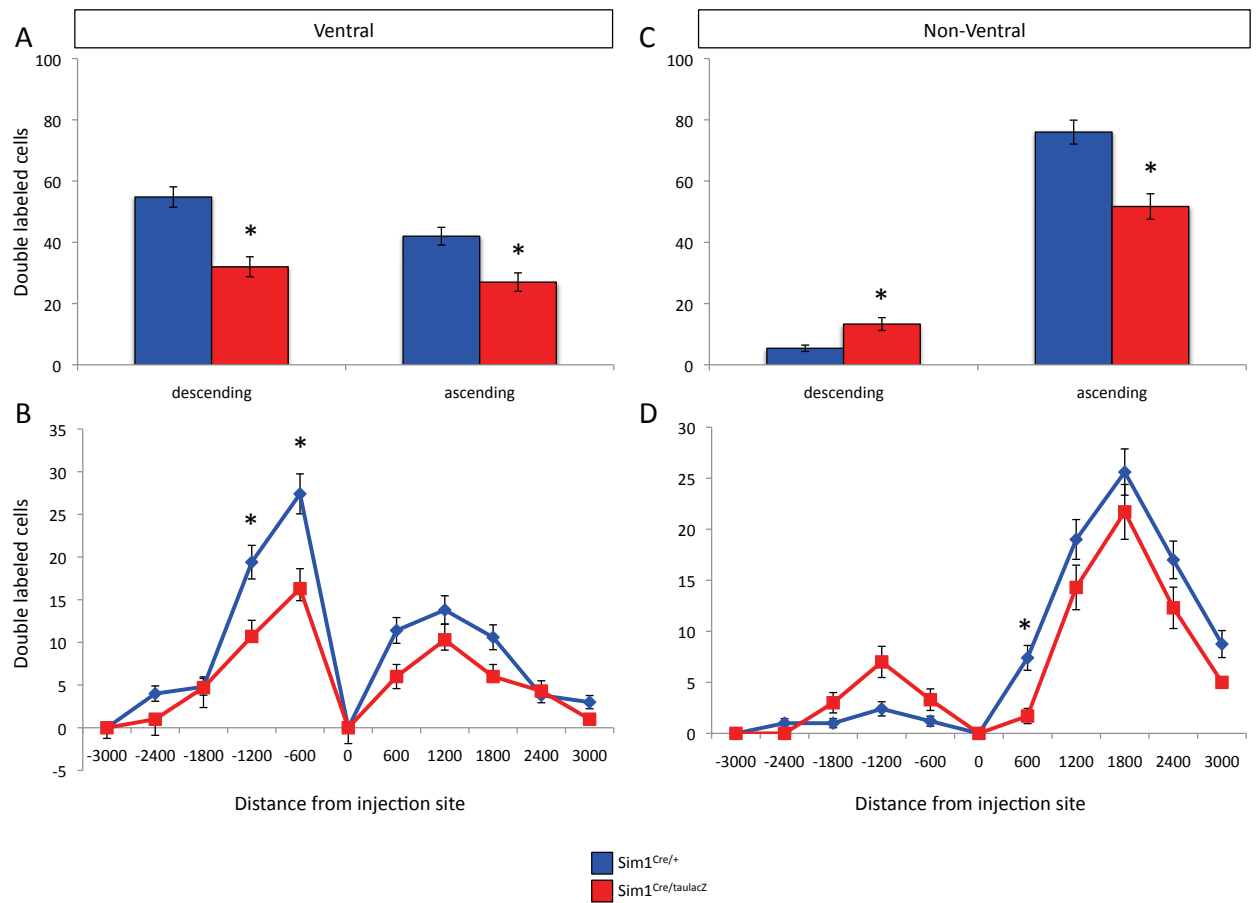 A
Ventral
100
80
60
40
20
0
Double labeled cells
*
*
descending
ascending
C
Non-Ventral
100
80
60
40
20
0
*
*
descending
ascending
B
35
30
25
20
15
10
5
0
-5
Double labeled cells
*
*
-3000 -2400 -1800 -1200 -600 0 600 1200 1800 2400 3000
Distance from injection site
D
30
25
20
15
10
5
0
*
-3000 -2400 -1800 -1200 -600 0 600 1200 1800 2400 3000
Distance from injection site
Sim1Cre/+
Sim1Cre/taulacZ